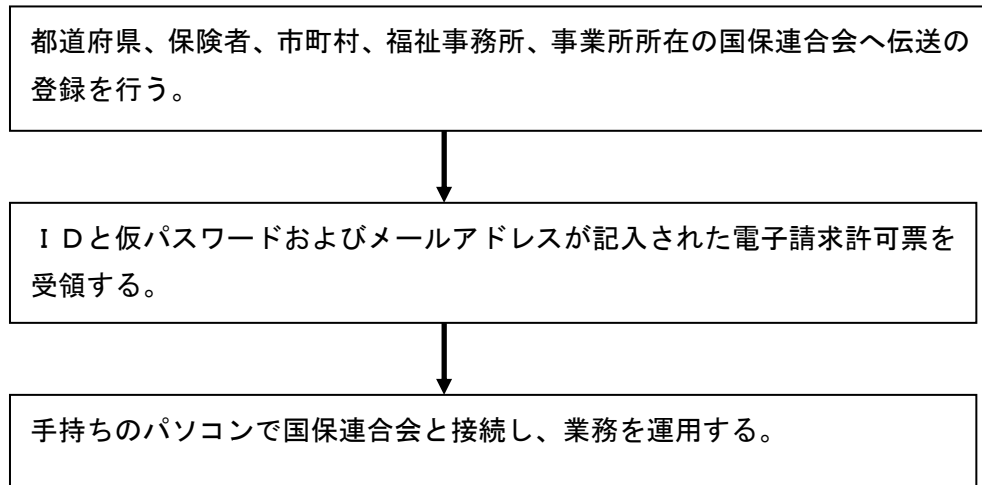 都道府県、保険者、市町村、福祉事務所、事業所所在の国保連合会へ伝送の
登録を行う。
ＩＤと仮パスワードおよびメールアドレスが記入された電子請求許可票を
受領する。
手持ちのパソコンで国保連合会と接続し、業務を運用する。